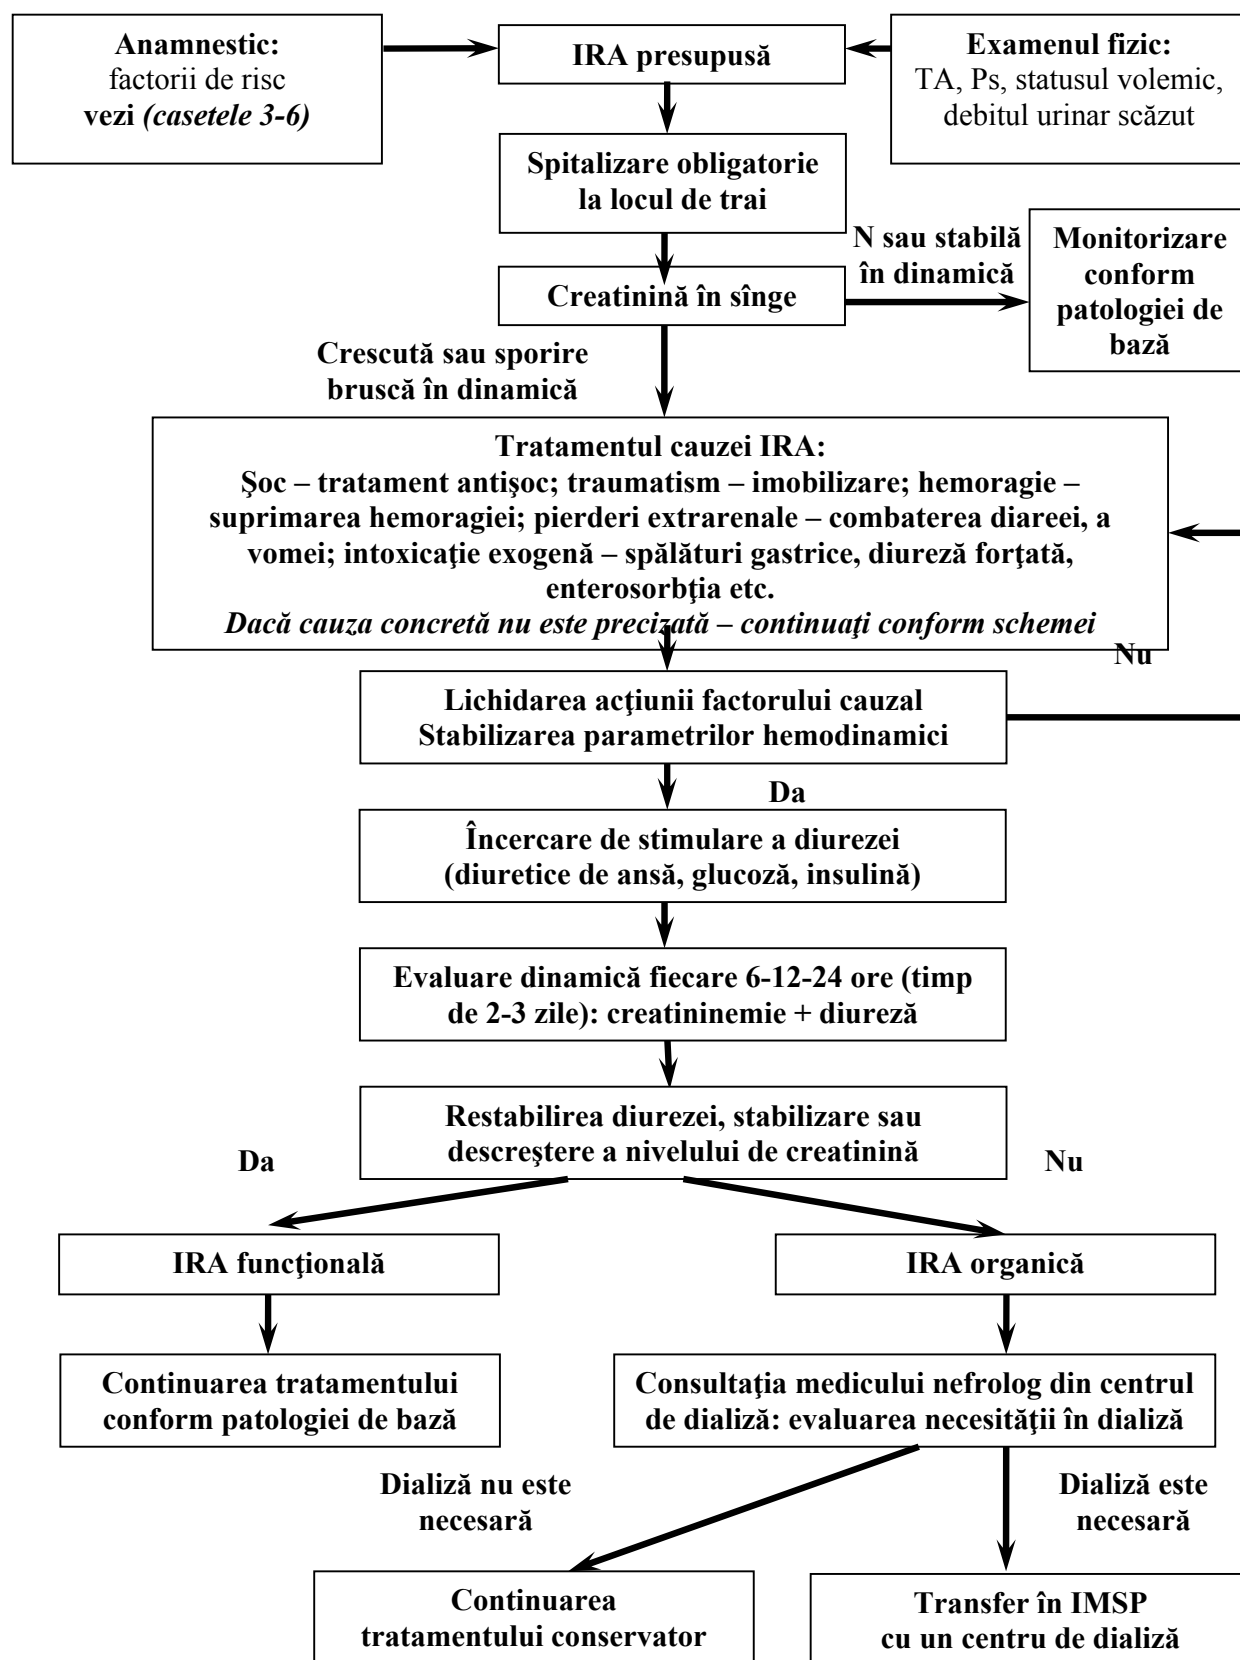 Anamnestic:
factorii de risc
vezi (casetele 3-6)
IRA presupusă
Examenul fizic:
TA, Ps, statusul volemic,
debitul urinar scăzut
Spitalizare obligatorie
la locul de trai
N sau stabilă
în dinamică
Monitorizare
conform
patologiei de
bază
Creatinină în sînge
Crescută sau sporire
bruscă în dinamică
Tratamentul cauzei IRA:
Şoc – tratament antişoc; traumatism – imobilizare; hemoragie –
suprimarea hemoragiei; pierderi extrarenale – combaterea diareei, a
vomei; intoxicaţie exogenă – spălături gastrice, diureză forţată,
enterosorbţia etc.
Dacă cauza concretă nu este precizată – continuaţi conform schemei
Nu
Lichidarea acţiunii factorului cauzal
Stabilizarea parametrilor hemodinamici
Da
Încercare de stimulare a diurezei
(diuretice de ansă, glucoză, insulină)
Evaluare dinamică fiecare 6-12-24 ore (timp
de 2-3 zile): creatininemie + diureză
Restabilirea diurezei, stabilizare sau
descreştere a nivelului de creatinină
Da
Nu
IRA funcţională
IRA organică
Continuarea tratamentului
conform patologiei de bază
Consultaţia medicului nefrolog din centrul
de dializă: evaluarea necesităţii în dializă
Dializă nu este
necesară
Dializă este
necesară
Continuarea
tratamentului conservator
Transfer în IMSP
cu un centru de dializă